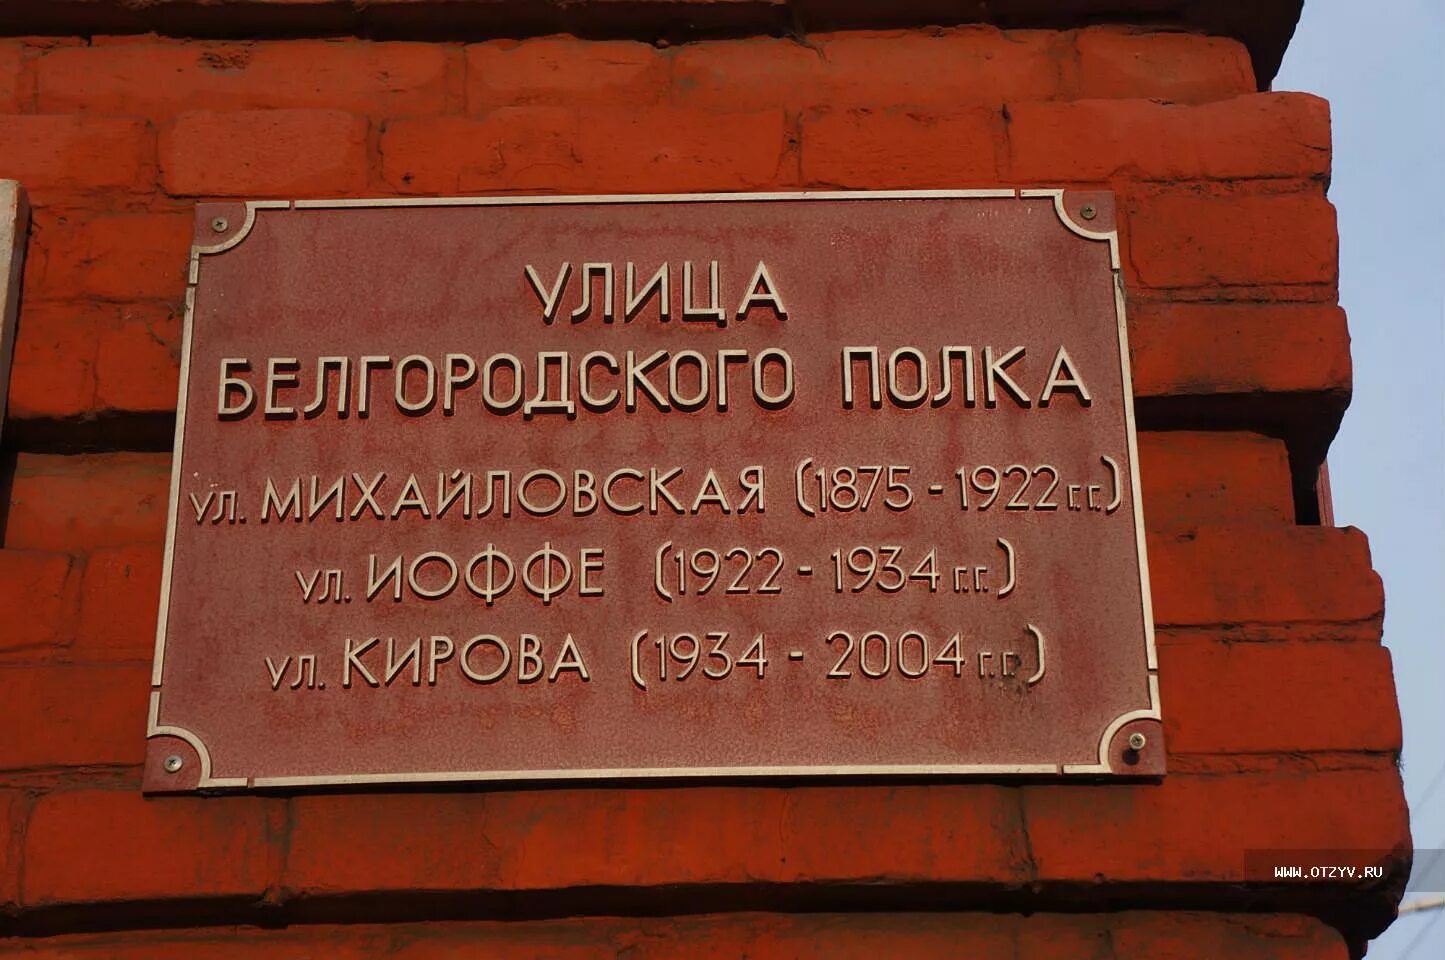 УЛИЦА
БЕЛГОРОДСКОГО ПОЛКА
ул. МИХАЙЛОВСКАЯ (1875 - 1922 г.г.)
ул. ИОФФЕ (1922 - 1934 г.г.)
ул. КИРОВА (1934 - 2004 г.г.)
WWW.OTZYV.RU